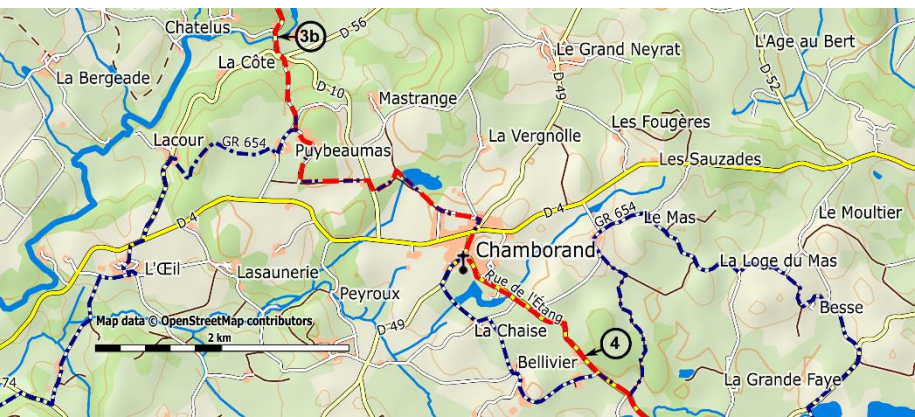 Chatelus
3b
D-56
La Côte
Le Grand Neyrat
L'Age au Bert
La Bergeade
D-10
D-49
D-52
Mastrange
Lacour
GR 654
Puybeaumas
La Vergnolle
Les Fougères
Les Sauzades
D-4
D-4
GR 654
Le Mas
Le Moultier
Chamborand
L'Œil
Lasaunerie
La Loge du Mas
Peyroux
Rue de l'Étang
Besse
Map data © OpenStreetMap contributors
2 km
D-49
La Chaise
4
Bellivier
La Grande Faye
-74